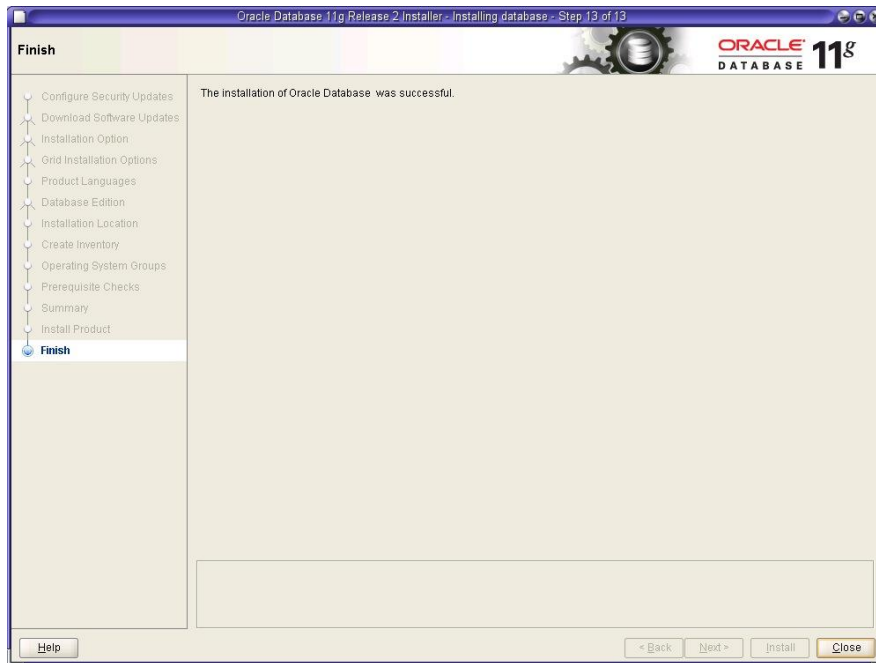 Oracle Database 11g Release 2 Installer - Installing database - Step 13 of 13
Finish
ORACLE
DATABASE 11g
Configure Security Updates
Download Software Updates
Installation Option
Grid Installation Options
Product Languages
Database Edition
Installation Location
Create Inventory
Operating System Groups
Prerequisite Checks
Summary
Install Product
Finish
The installation of Oracle Database was successful.
Help
< Back
Next >
Install
Close